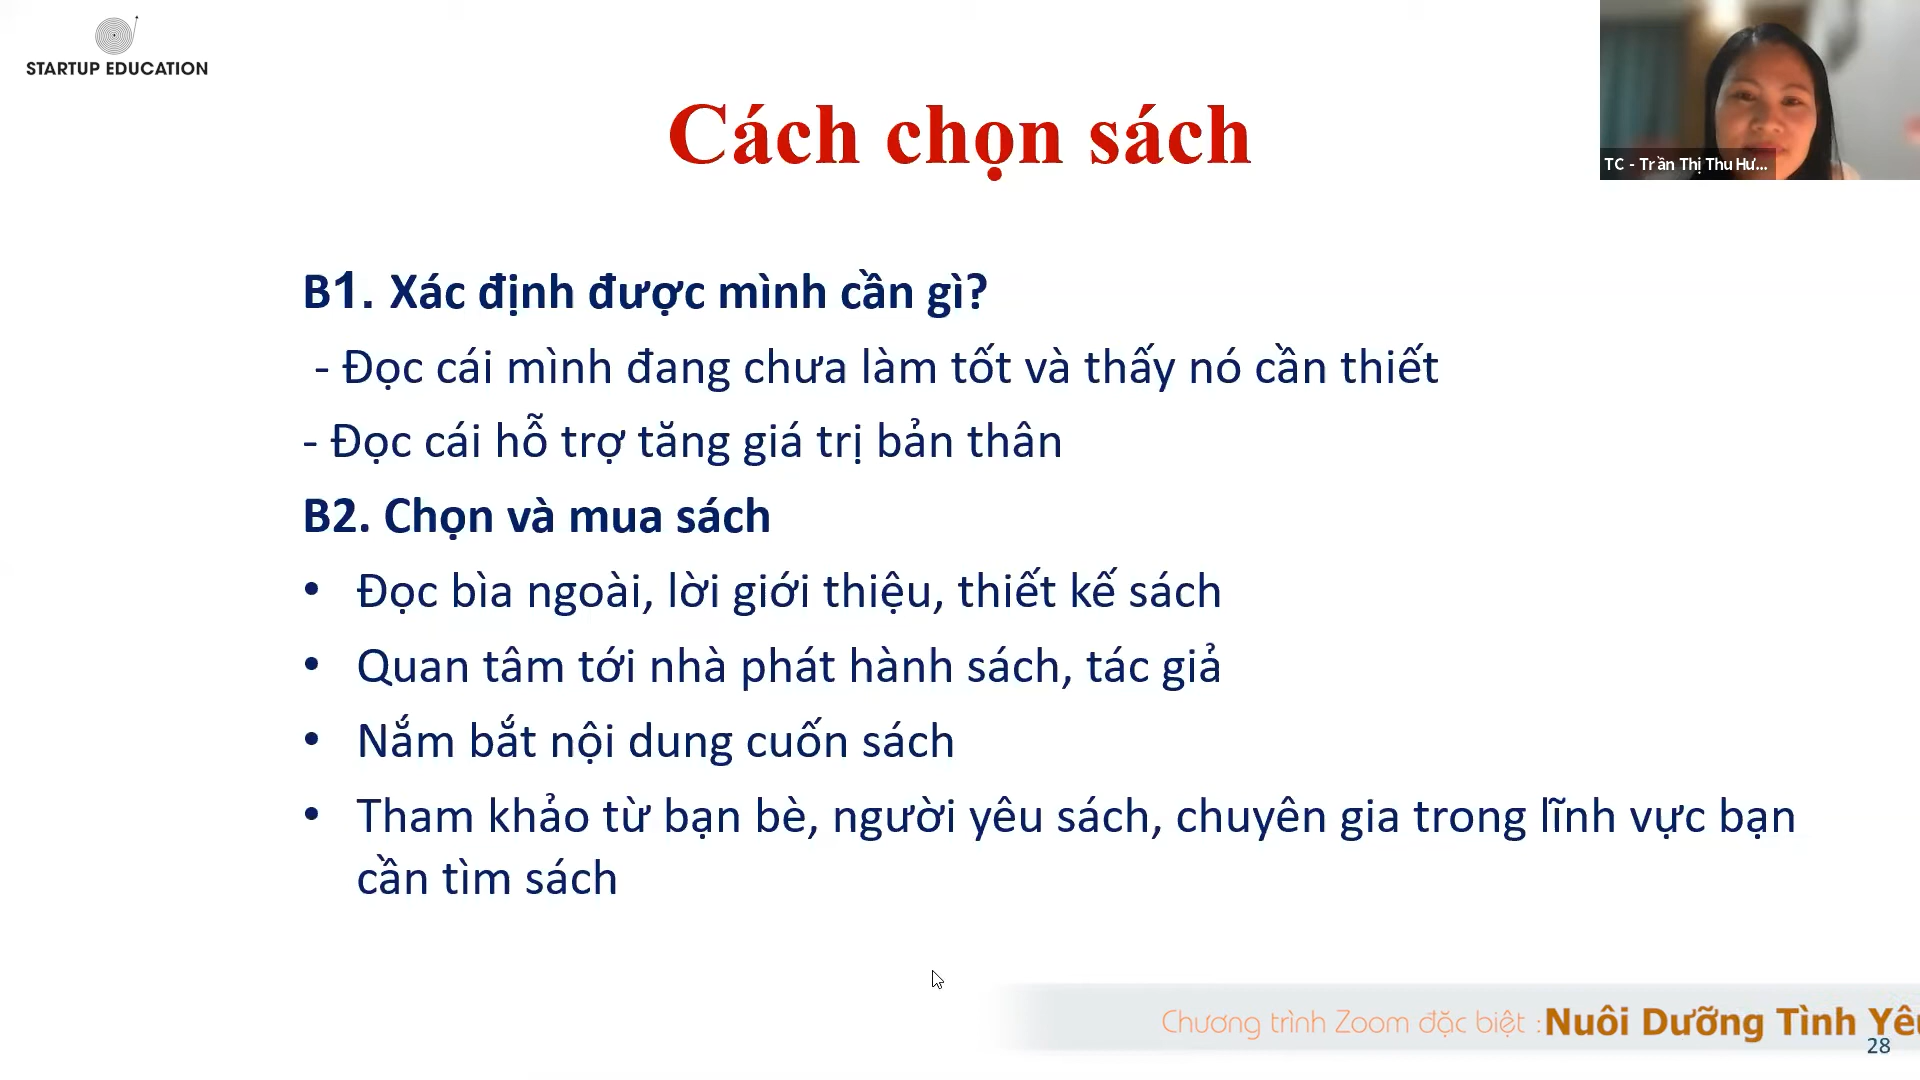 STARTUP EDUCATION
Cách chọn sách
TC - Trần Thị Thu Hư...
B1. Xác định được mình cần gì?
- Đọc cái mình đang chưa làm tốt và thấy nó cần thiết
- Đọc cái hỗ trợ tăng giá trị bản thân
B2. Chọn và mua sách
• Đọc bìa ngoài, lời giới thiệu, thiết kế sách
• Quan tâm tới nhà phát hành sách, tác giả
• Nắm bắt nội dung cuốn sách
• Tham khảo từ bạn bè, người yêu sách, chuyên gia trong lĩnh vực bạn
cần tìm sách
Chương trình Zoom đặc biệt : Nuôi Dưỡng Tình
28